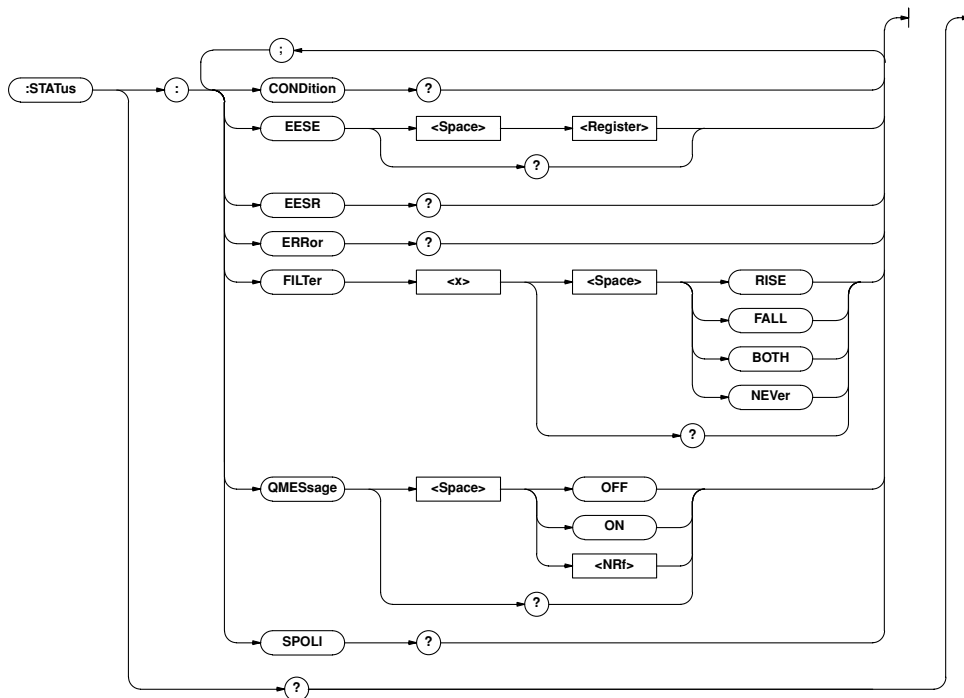 ;
:STATus
:
CONDition
?
EESE
<Space>
<Register>
?
EESR
?
ERRor
?
FILTer
<x>
<Space>
RISE
FALL
BOTH
NEVer
?
QMESsage
<Space>
OFF
ON
<NRf>
?
SPOLl
?
?